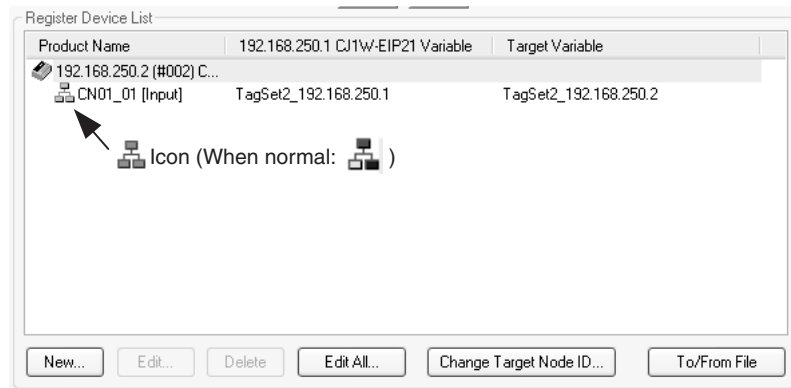 Register Device List
Product Name 192.168.250.1 CJ1W-EIP21 Variable Target Variable
192.168.250.2 (#002) C...
CN01_01 [Input] TagSet2_192.168.250.1 TagSet2_192.168.250.2
Icon (When normal: )
New... Edit... Delete Edit All... Change Target Node ID... To/From File